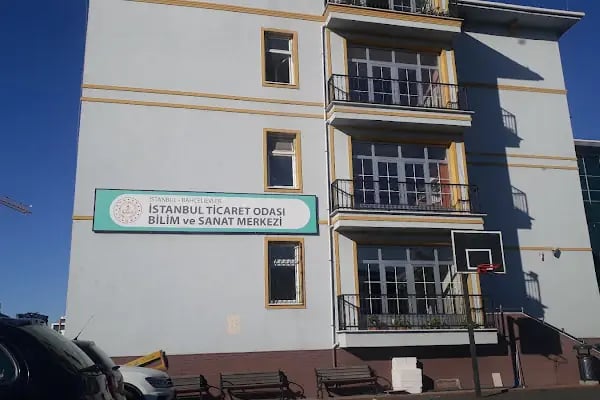 İSTANBUL - BAHÇELİEVLER
İSTANBUL TİCARET ODASI
BİLİM ve SANAT MERKEZİ